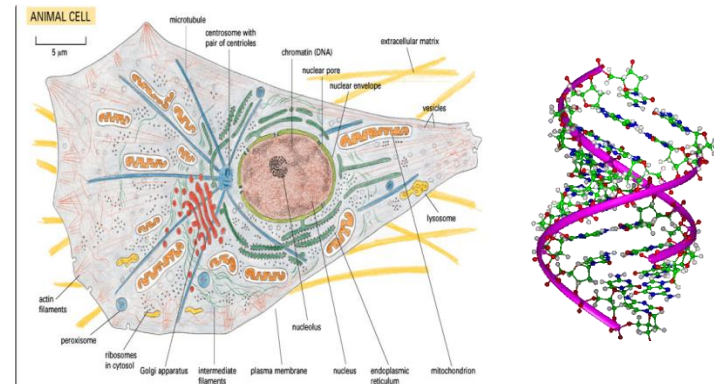 ANIMAL CELL
5 µm
microtubule
centrosome with
pair of centrioles
chromatin (DNA)
nuclear pore
nuclear envelope
extracellular matrix
vesicles
lysosome
actin
filaments
peroxisome
ribosomes
in cytosol
Golgi apparatus
intermediate
filaments
plasma membrane
nucleolus
nucleus
endoplasmic
reticulum
mitochondrion